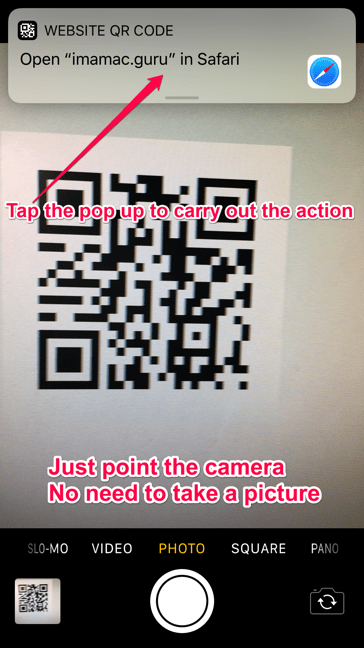 WEBSITE QR CODE
Open “imamac.guru” in Safari
Tap the pop up to carry out the action
Just point the camera
No need to take a picture
SLO-MO VIDEO PHOTO SQUARE PANO